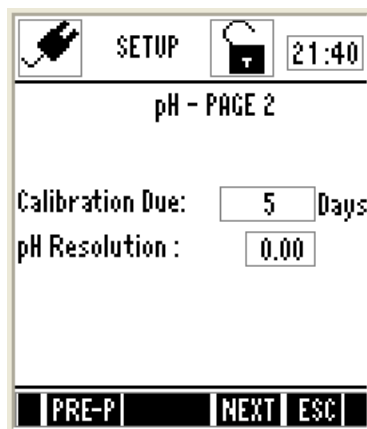 SETUP 21:40
pH - PAGE 2
Calibration Due: 5 Days
pH Resolution : 0.00
PRE-P NEXT ESC